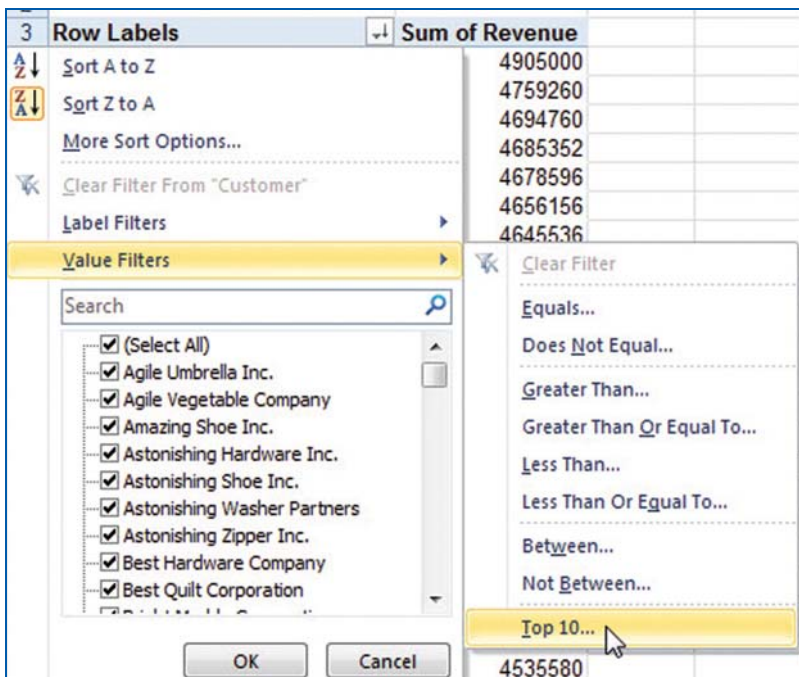 3 Row Labels Sum of Revenue
Sort A to Z 4905000
Sort Z to A 4759260
4694760
More Sort Options... 4685352
Clear Filter From "Customer" 4678596
4656156
Label Filters 4645536
Value Filters
Search
(Select All)
Agile Umbrella Inc.
Agile Vegetable Company
Amazing Shoe Inc.
Astonishing Hardware Inc.
Astonishing Shoe Inc.
Astonishing Washer Partners
Astonishing Zipper Inc.
Best Hardware Company
Best Quilt Corporation
OK Cancel
Clear Filter
Equals...
Does Not Equal...
Greater Than...
Greater Than Or Equal To...
Less Than...
Less Than Or Equal To...
Between...
Not Between...
Top 10...
4535580